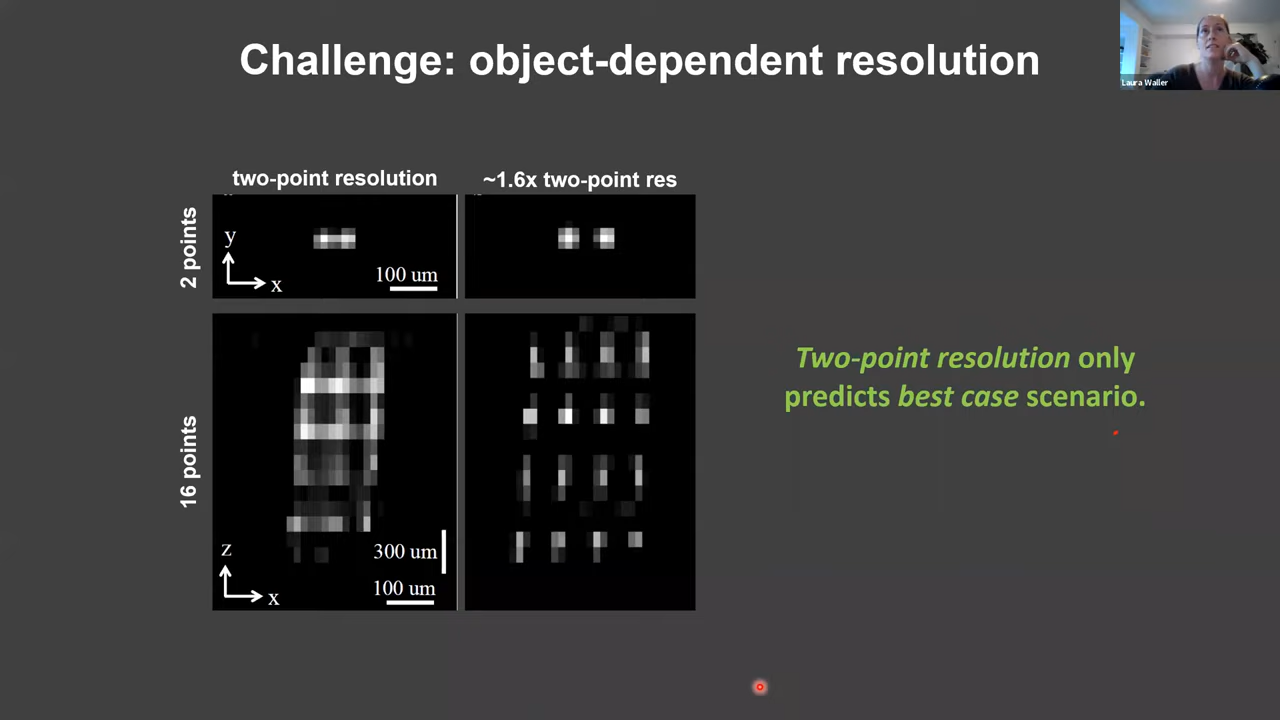 Challenge: object-dependent resolution
Laura Waller
two-point resolution
~1.6x two-point res
2 points
y
x
100 um
16 points
z
x
300 um
100 um
Two-point resolution only
predicts best case scenario.